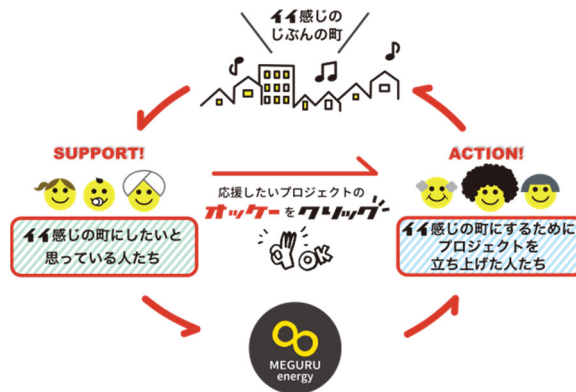 イイ感じの
じぶんの町
SUPPORT!
ACTION!
応援したいプロジェクトの
オッケーをクリック
OK
イイ感じの町にしたいと
思っている人たち
イイ感じの町にするために
プロジェクトを
立ち上げた人たち
MEGURU
energy